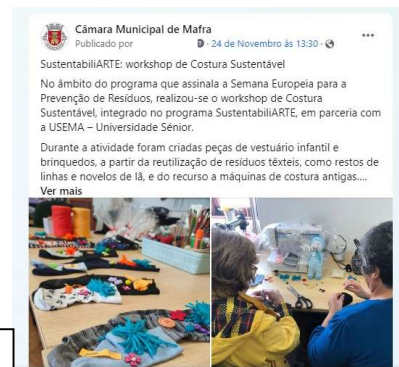 Câmara Municipal de Mafra
Publicado por · 24 de Novembro às 13:30 ·
SustentabiliARTE: workshop de Costura Sustentável
No âmbito do programa que assinala a Semana Europeia para a
Prevenção de Resíduos, realizou-se o workshop de Costura
Sustentável, integrado no programa SustentabiliARTE, em parceria com
a USEMA – Universidade Sénior.
Durante a atividade foram criadas peças de vestuário infantil e
brinquedos, a partir da reutilização de resíduos têxteis, como restos de
linhas e novelos de lã, e do recurso a máquinas de costura antigas....
Ver mais